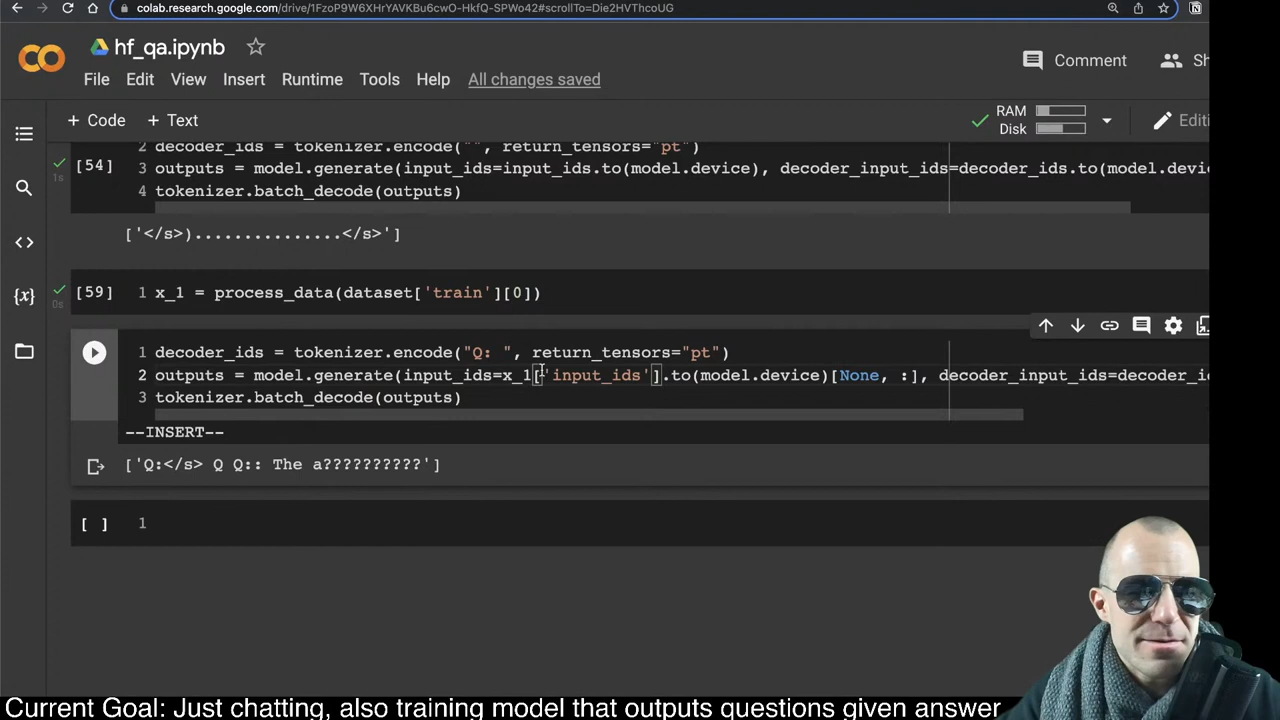 colab.research.google.com/drive/1FzoP9W6XHrYAVKBu6cwO-HkfQ-SPWo42#scrollTo=Die2HVThcoUG
hf_qa.ipynb
Comment
Sh
File Edit View Insert Runtime Tools Help All changes saved
+ Code + Text
RAM
Disk
Editi
2 decoder_ids = tokenizer.encode("", return_tensors="pt")
[54] 3 outputs = model.generate(input_ids=input_ids.to(model.device), decoder_input_ids=decoder_ids.to(model.devi
1s
4 tokenizer.batch_decode(outputs)
['</s>)...............</s>']
[59] 1 x_1 = process_data(dataset['train'][0])
0s
1 decoder_ids = tokenizer.encode("Q: ", return_tensors="pt")
2 outputs = model.generate(input_ids=x_1['input_ids'].to(model.device)[None, :], decoder_input_ids=decoder_id
3 tokenizer.batch_decode(outputs)
--INSERT--
['Q:</s> Q Q:: The a??????????']
[ ] 1
Current Goal: Just chatting, also training model that outputs questions given answer